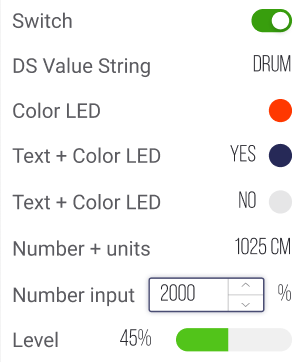 Switch
DS Value String DRUM
Color LED
Text + Color LED YES
Text + Color LED NO
Number + units 1025 CM
Number input 2000 %
Level 45%